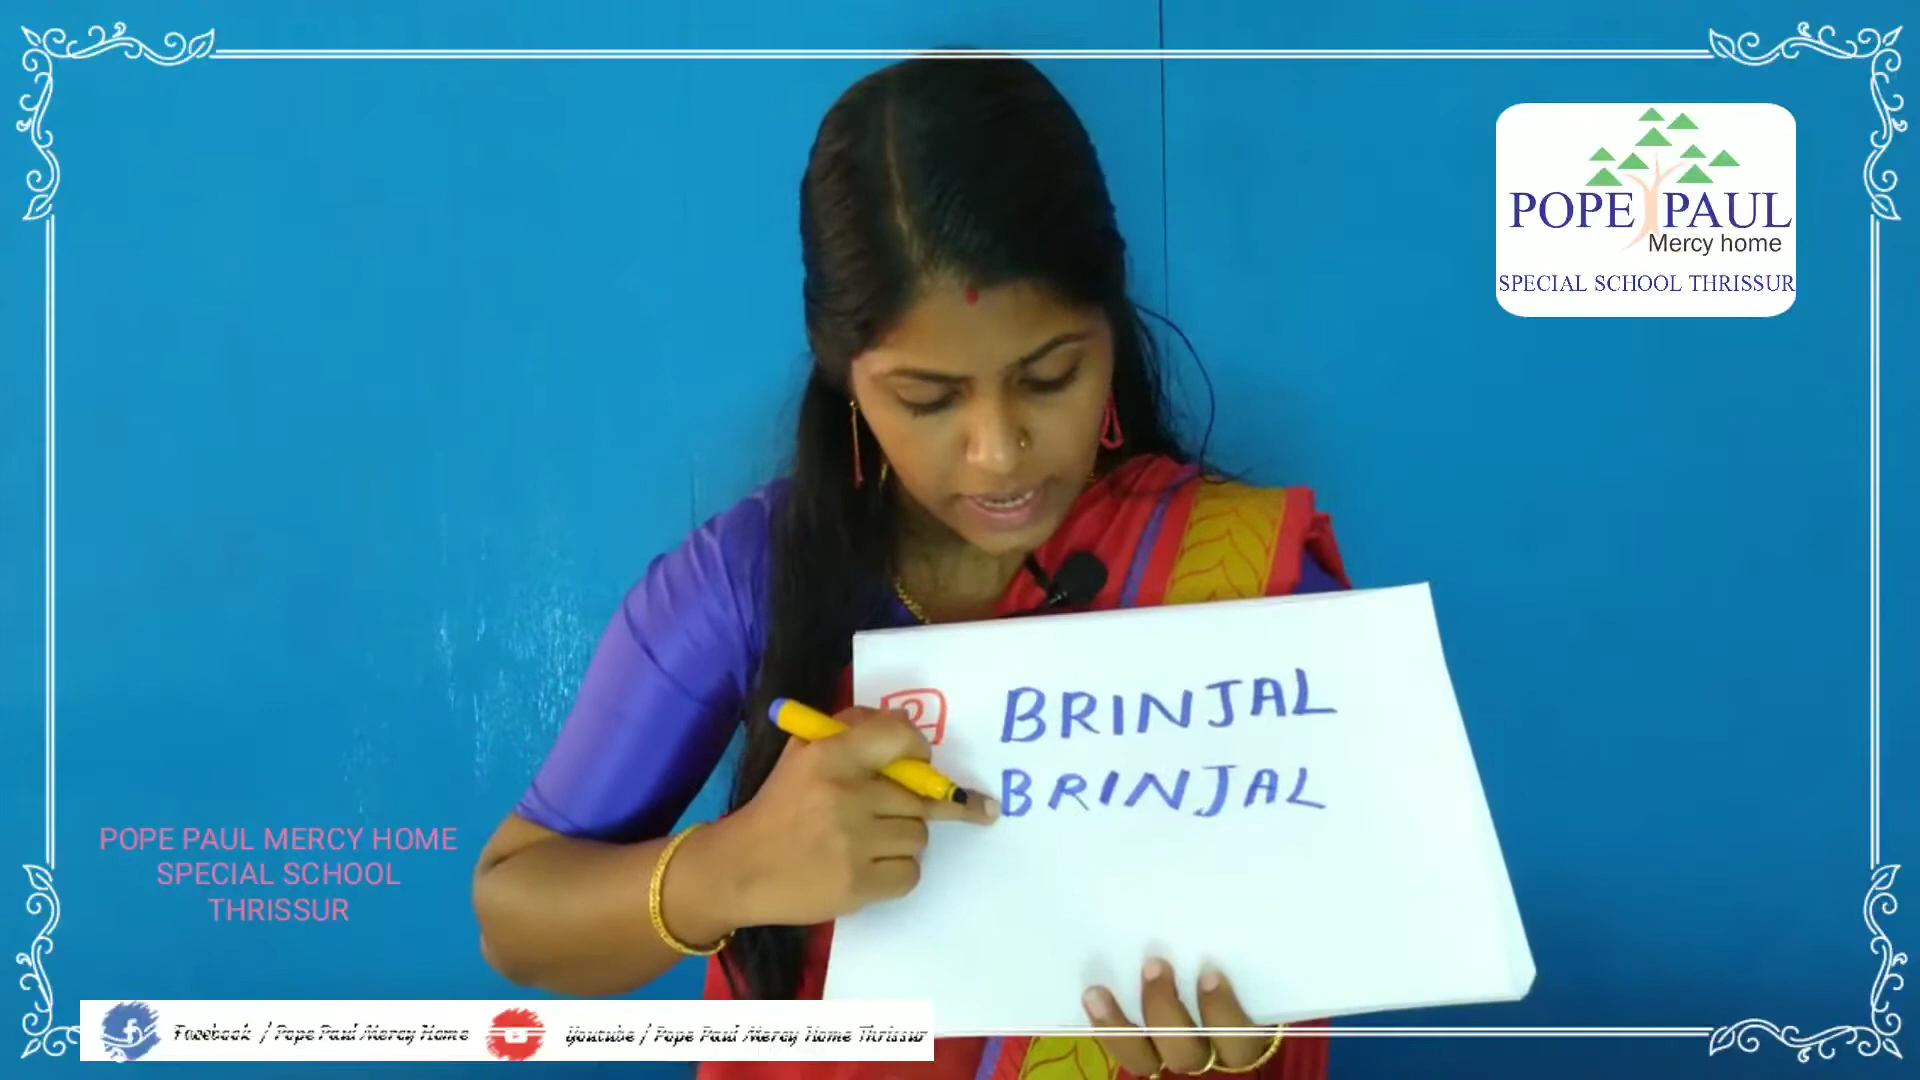 POPE PAUL
Mercy home
SPECIAL SCHOOL THRISSUR
BRINJAL
BRINJAL
POPE PAUL MERCY HOME
SPECIAL SCHOOL
THRISSUR
Facebook / Pope Paul Mercy Home
Youtube / Pope Paul Mercy Home Thrissur